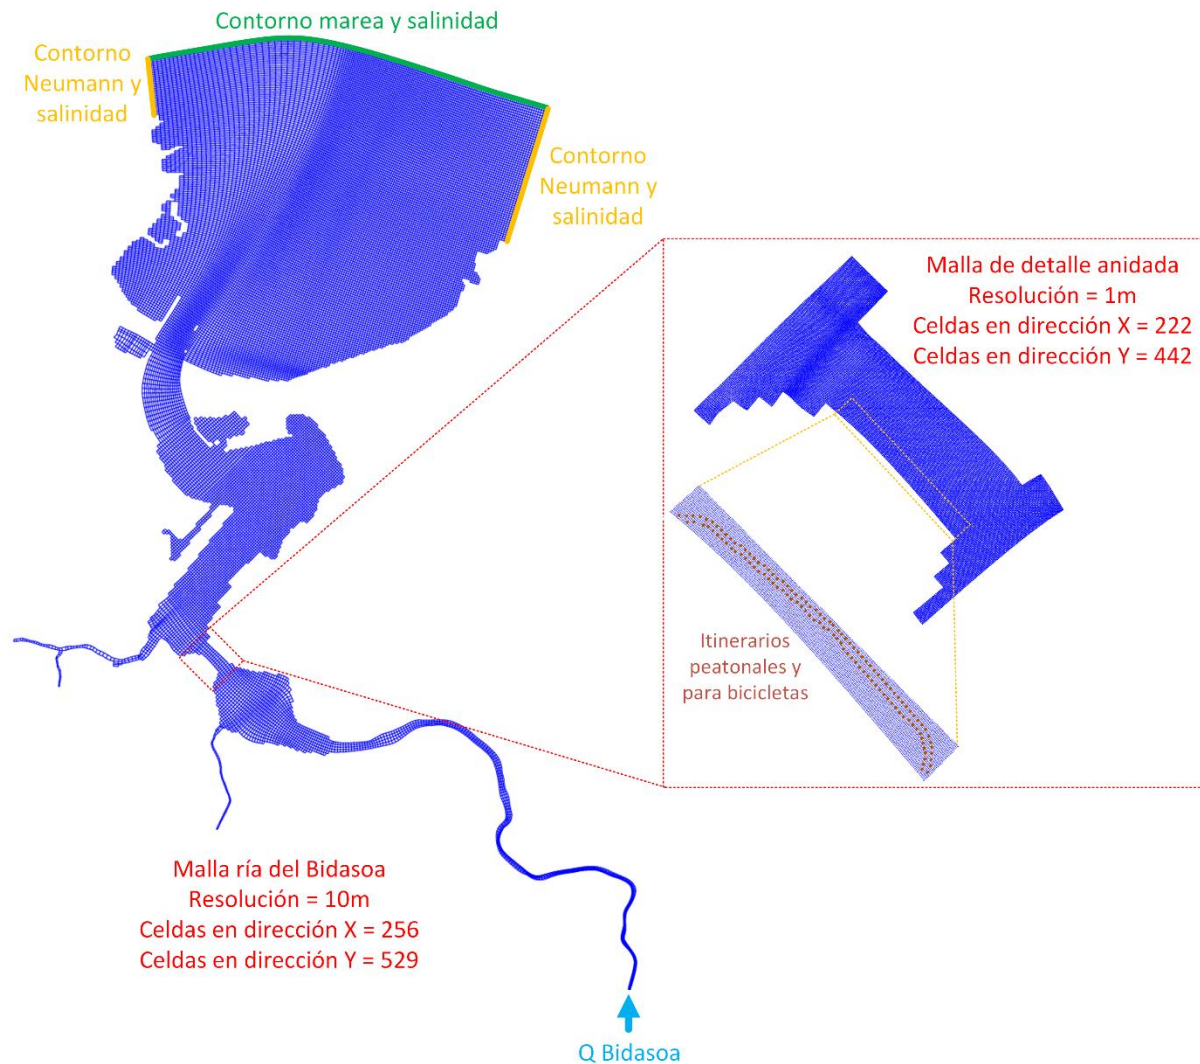 Contorno marea y salinidad
Contorno
Neumann y
salinidad
Contorno
Neumann y
salinidad
Malla de detalle anidada
Resolución = 1m
Celdas en dirección X = 222
Celdas en dirección Y = 442
Itinerarios
peatonales y
para bicicletas
Malla ría del Bidasoa
Resolución = 10m
Celdas en dirección X = 256
Celdas en dirección Y = 529
Q Bidasoa